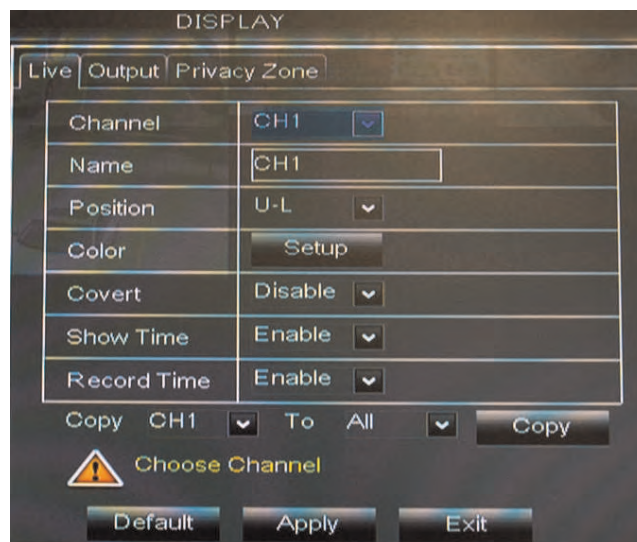 DISPLAY
Live Output Privacy Zone
Channel CH1
Name CH1
Position U-L
Color Setup
Covert Disable
Show Time Enable
Record Time Enable
Copy CH1 To All Copy
Choose Channel
Default Apply Exit